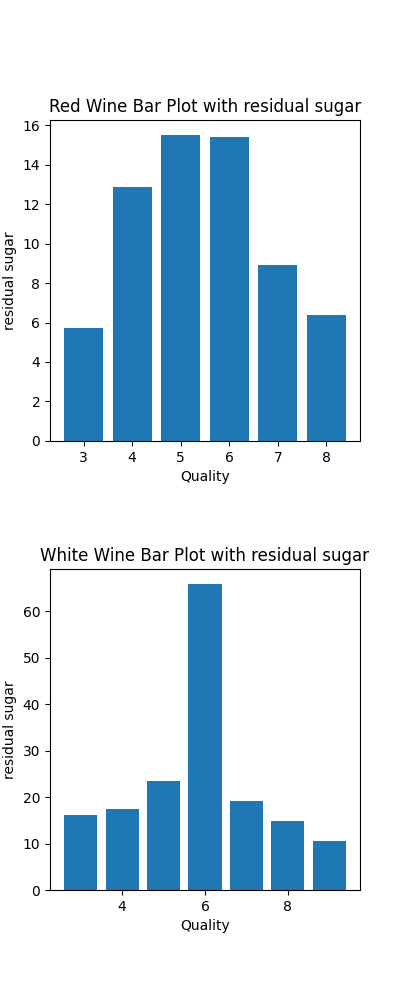 Red Wine Bar Plot with residual sugar
16
14
12
10
8
6
4
2
0
residual sugar
3 4 5 6 7 8
Quality
White Wine Bar Plot with residual sugar
60
50
40
30
20
10
0
residual sugar
4 6 8
Quality